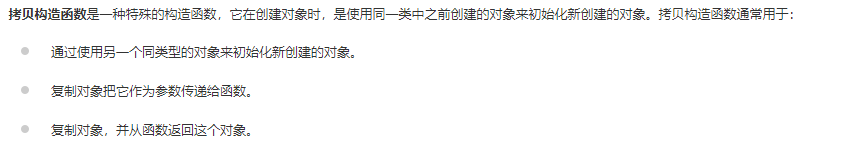 拷贝构造函数是一种特殊的构造函数，它在创建对象时，是使用同一类中之前创建的对象来初始化新创建的对象。拷贝构造函数通常用于：
通过使用另一个同类型的对象来初始化新创建的对象。
复制对象把它作为参数传递给函数。
复制对象，并从函数返回这个对象。